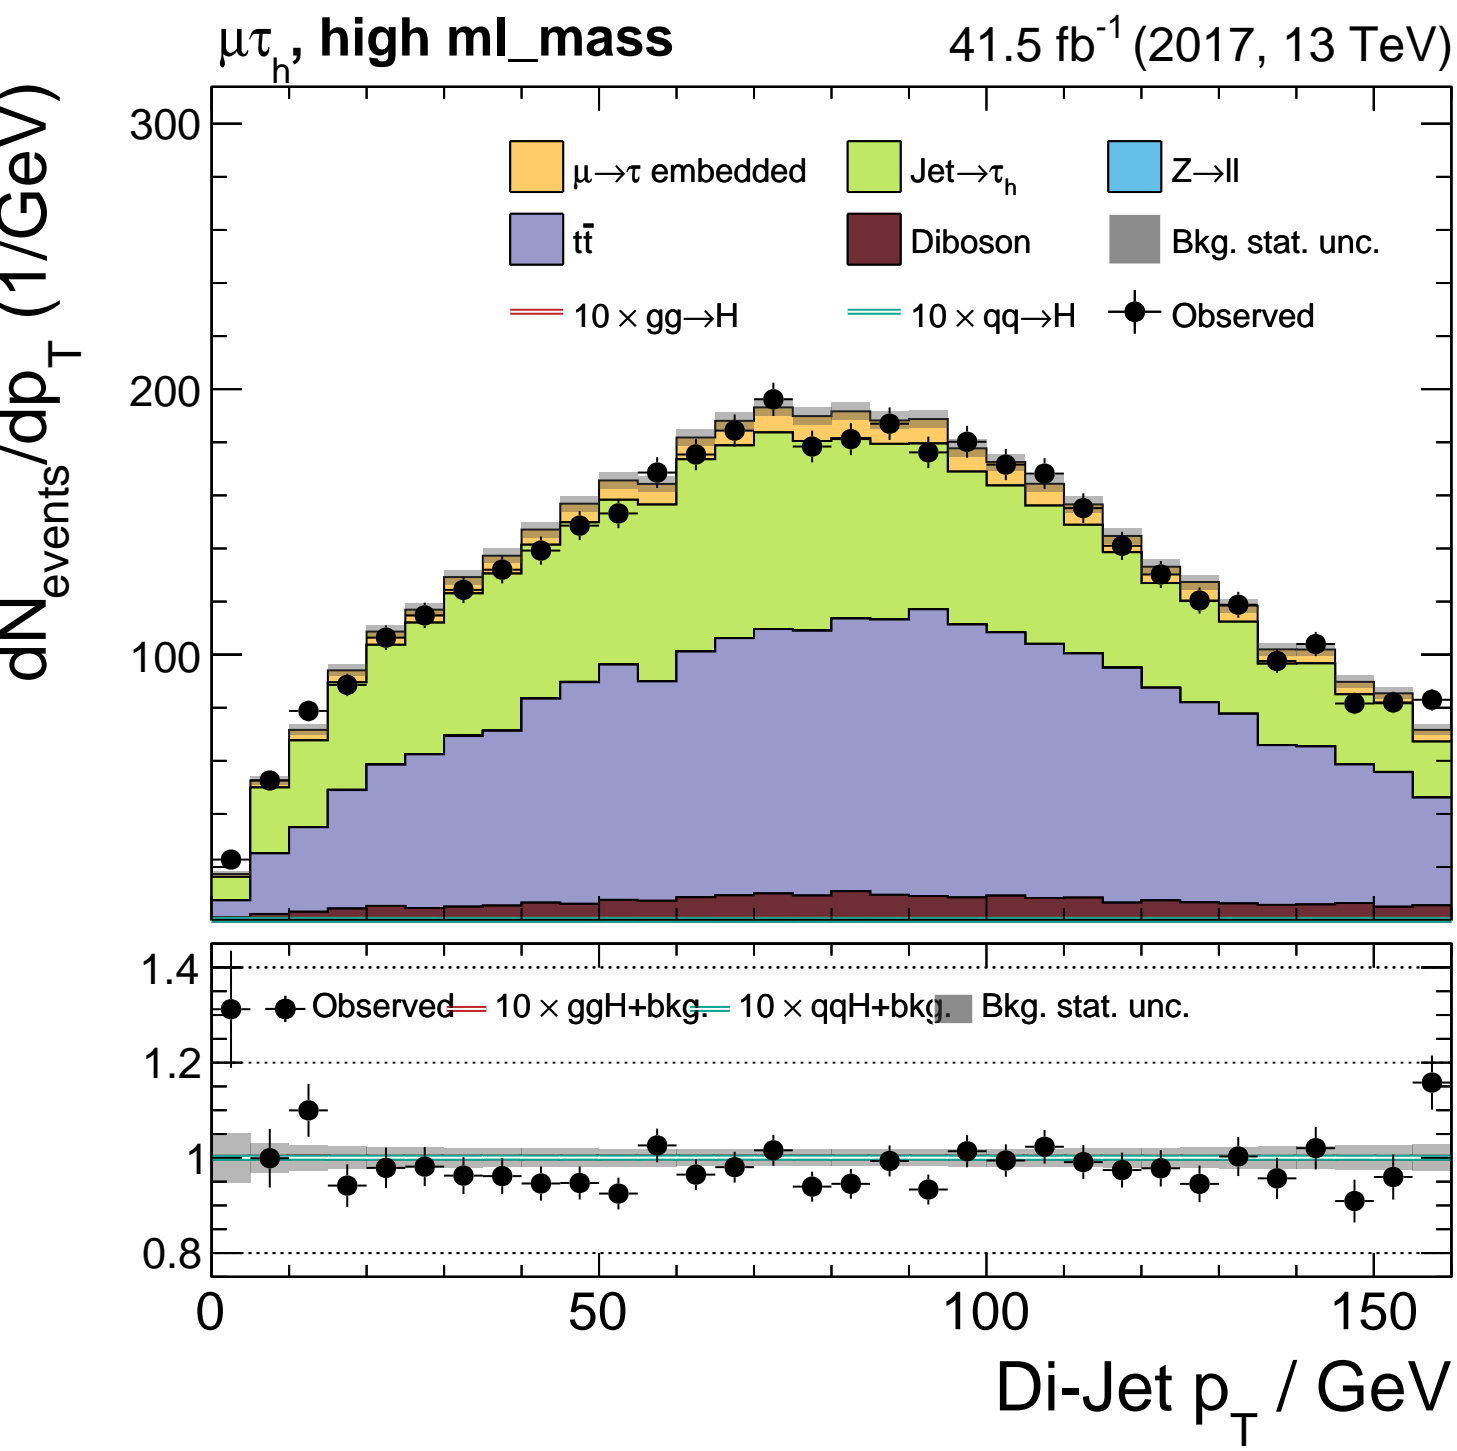 μτh, high ml_mass 41.5 fb-1 (2017, 13 TeV)
dNevents/dpT (1/GeV)
300
200
100
μ→τ embedded Jet→τh Z→ll
tt̄ Diboson Bkg. stat. unc.
10 × gg→H 10 × qq→H Observed
1.4
1.2
1
0.8
Observed 10 × ggH+bkg. 10 × qqH+bkg. Bkg. stat. unc.
0 50 100 150
Di-Jet pT / GeV